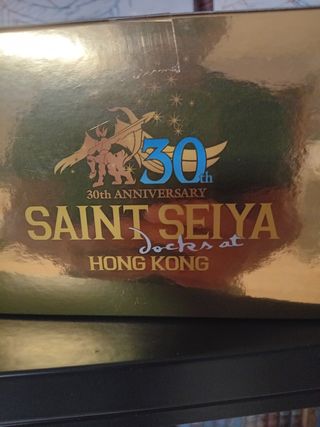 30th
30th ANNIVERSARY
SAINT SEIYA
docks at
HONG KONG